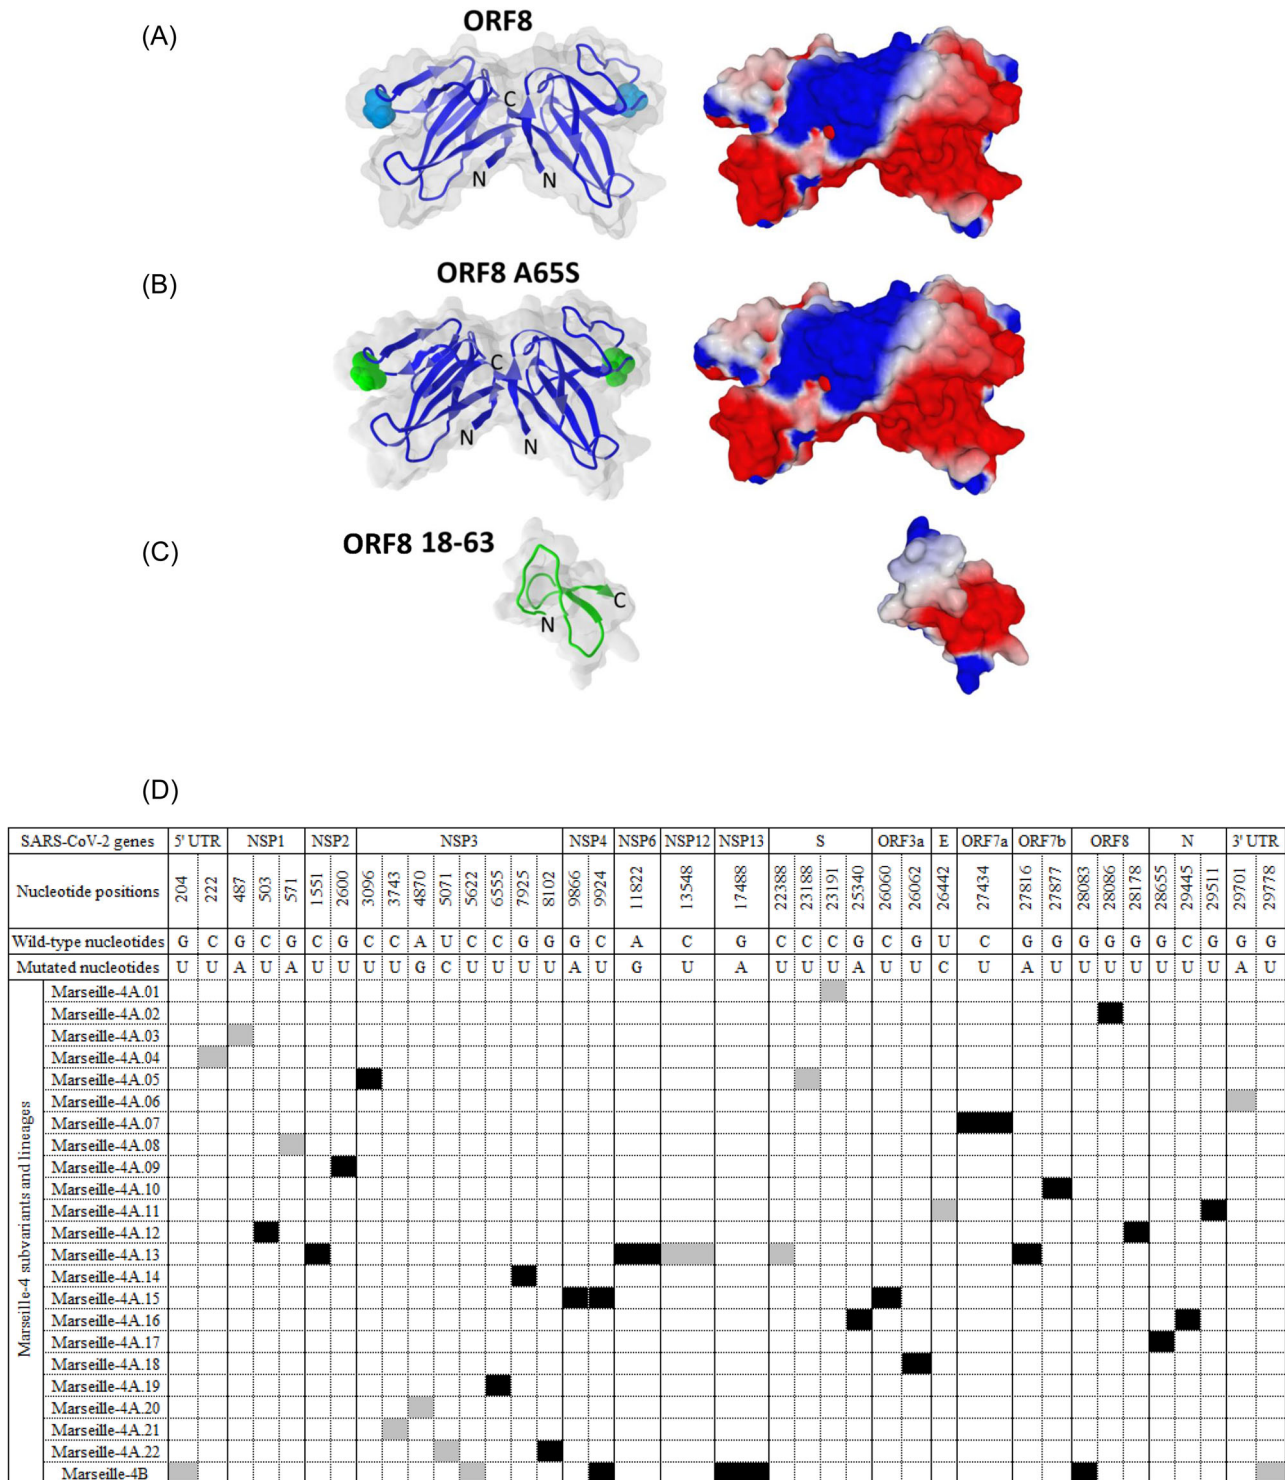 (A)
ORF8
C
N
N
(B)
ORF8 A65S
C
N
N
(C)
ORF8 18-63
C
N
(D)
SARS-CoV-2 genes 5' UTR NSP1 NSP2 NSP3 NSP4 NSP6 NSP12 NSP13 S ORF3a E ORF7a ORF7b ORF8 N 3' UTR
Nucleotide positions 204 222 487 503 571 1551 2600 3096 3743 4870 5071 5622 6555 7925 8102 9866 9924 11822 13548 17488 22388 23188 23191 25340 26060 26062 26442 27434 27816 27877 28083 28086 28178 28655 29445 29511 29701 29778
Wild-type nucleotides G C G C G C G C C A U C C G G G C A C G C C C G C G U C G G G G G G C G G G
Mutated nucleotides U U A U A U U U U G C U U U U A U G U A U U U A U U C U A U U U U U U U A U
Marseille-4 subvariants and lineages
Marseille-4A.01
Marseille-4A.02
Marseille-4A.03
Marseille-4A.04
Marseille-4A.05
Marseille-4A.06
Marseille-4A.07
Marseille-4A.08
Marseille-4A.09
Marseille-4A.10
Marseille-4A.11
Marseille-4A.12
Marseille-4A.13
Marseille-4A.14
Marseille-4A.15
Marseille-4A.16
Marseille-4A.17
Marseille-4A.18
Marseille-4A.19
Marseille-4A.20
Marseille-4A.21
Marseille-4A.22
Marseille-4B